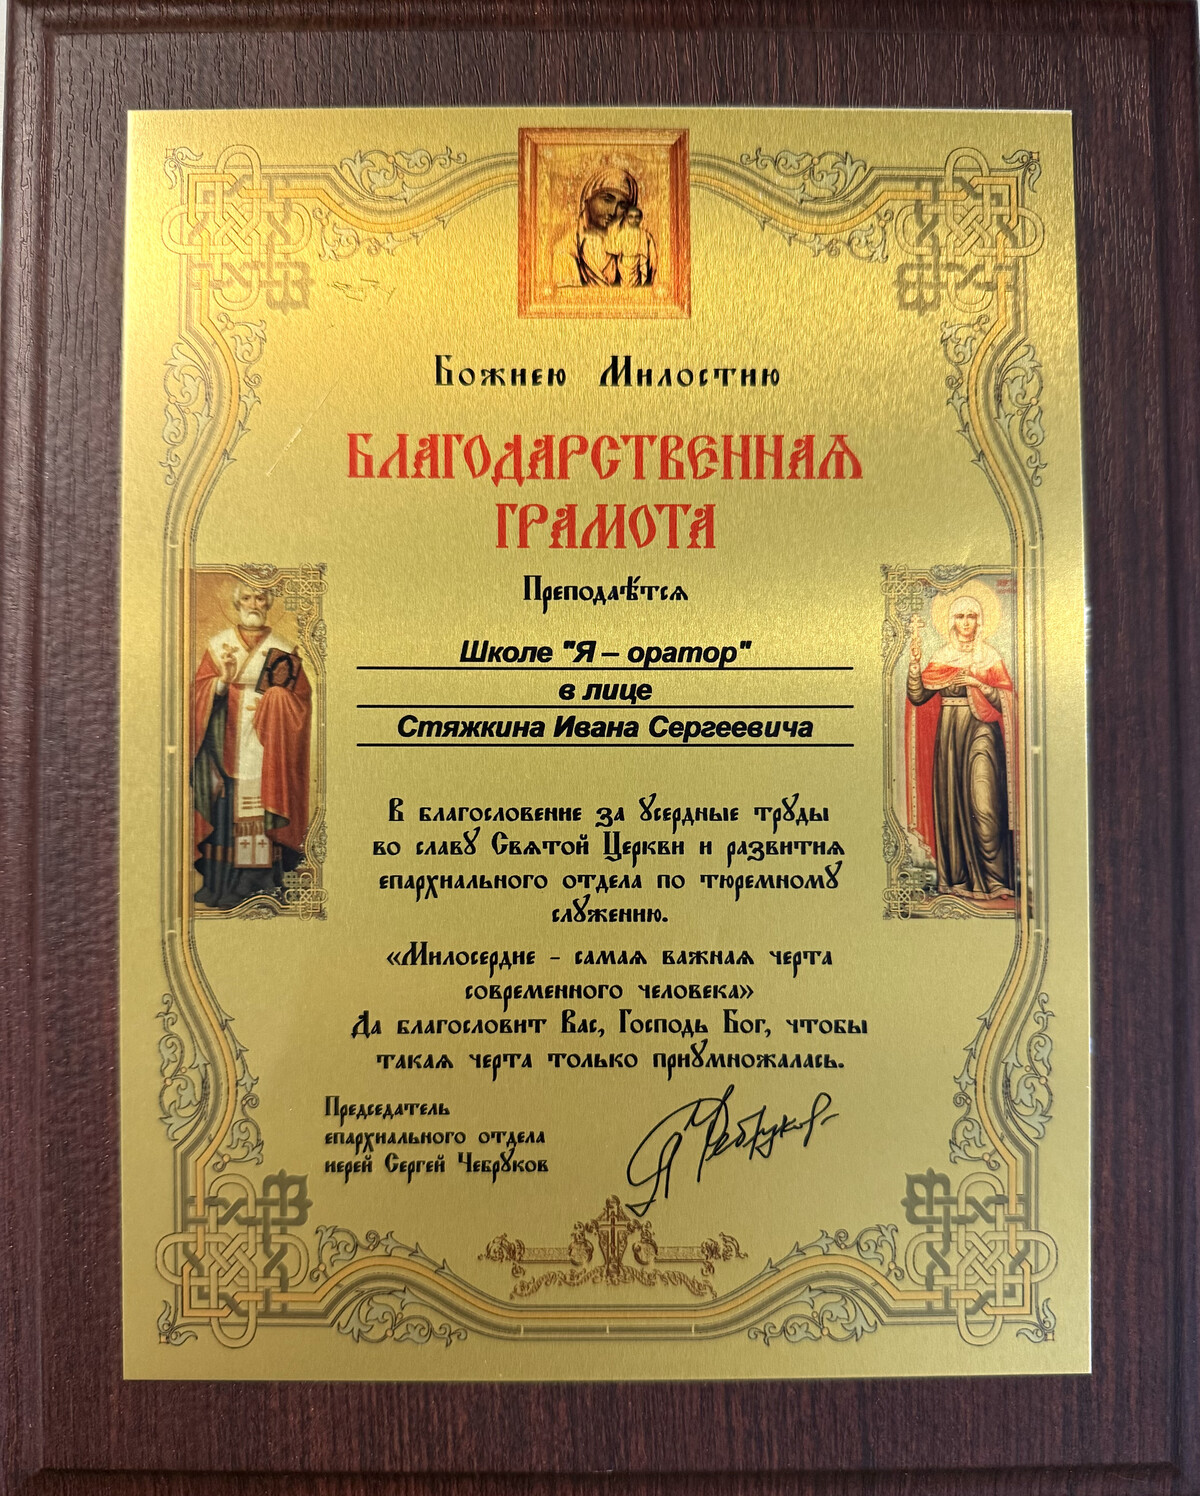 Божиею Милостию
БЛАГОДАРСТВЕННАЯ
ГРАМОТА
Преподаётся
Школе "Я – оратор"
в лице
Стяжкина Ивана Сергеевича
В благословение за усердные труды
во славу Святой Церкви и развития
епархиального отдела по тюремному
служению.
«Милосердие - самая важная черта
современного человека»
Да благословит Вас, Господь Бог, чтобы
такая черта только приумножалась.
Председатель
епархиального отдела
иерей Сергей Чебруков